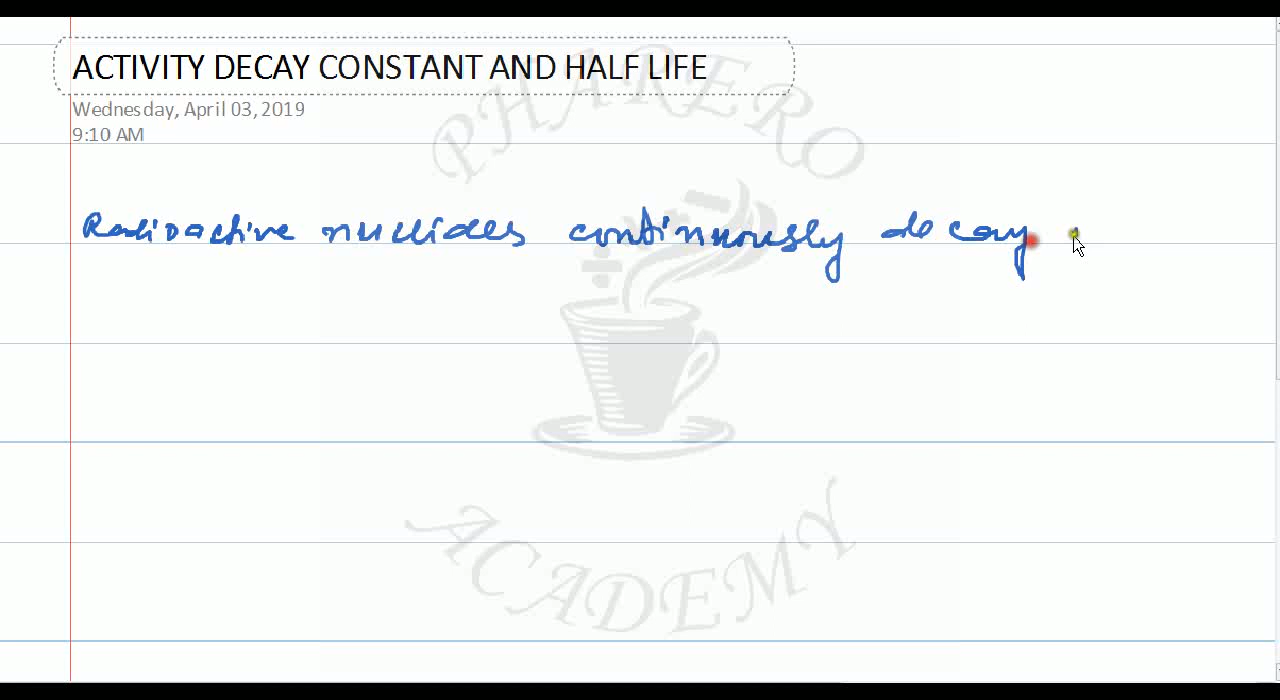 ACTIVITY DECAY CONSTANT AND HALF LIFE
Wednesday, April 03, 2019
9:10 AM
PHARERO
Radioactive nuclides continuously decay
ACADEMY